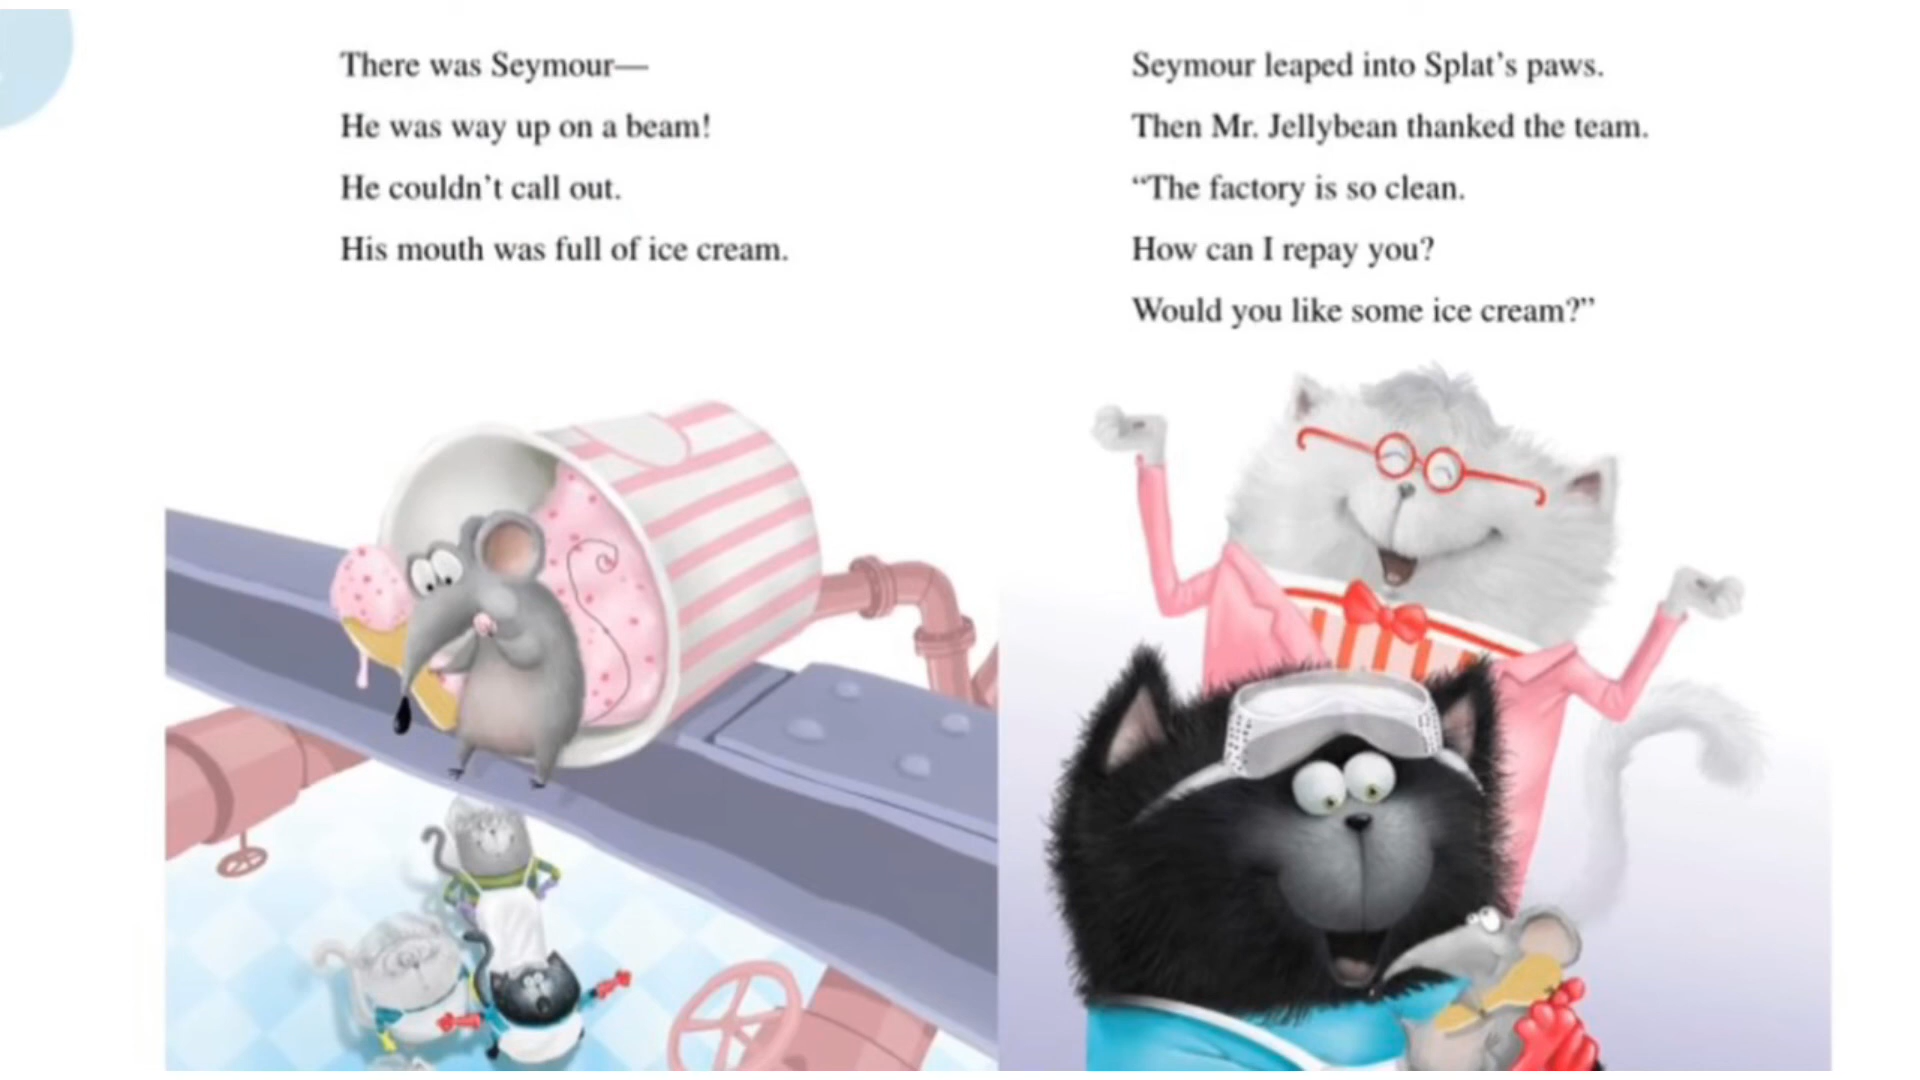 There was Seymour—
He was way up on a beam!
He couldn’t call out.
His mouth was full of ice cream.
Seymour leaped into Splat’s paws.
Then Mr. Jellybean thanked the team.
“The factory is so clean.
How can I repay you?
Would you like some ice cream?”